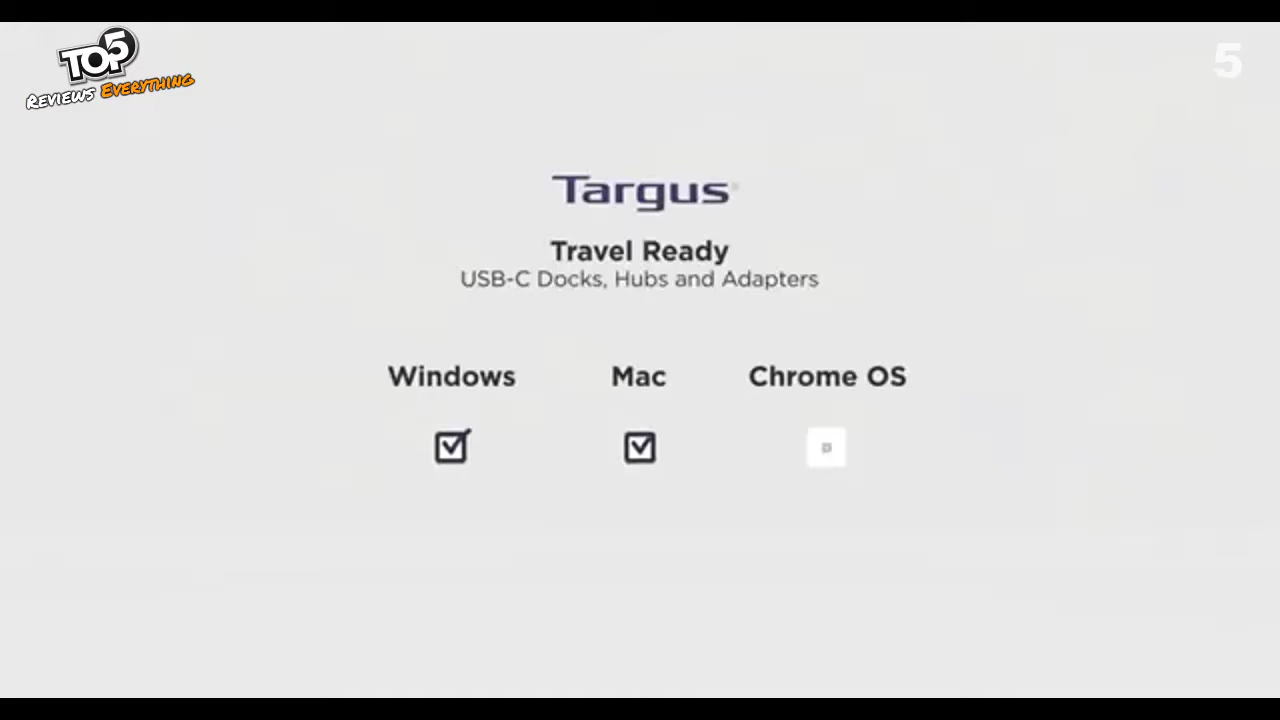 TOP5
Reviews Everything
5
Targus
Travel Ready
USB-C Docks, Hubs and Adapters
Windows
Mac
Chrome OS